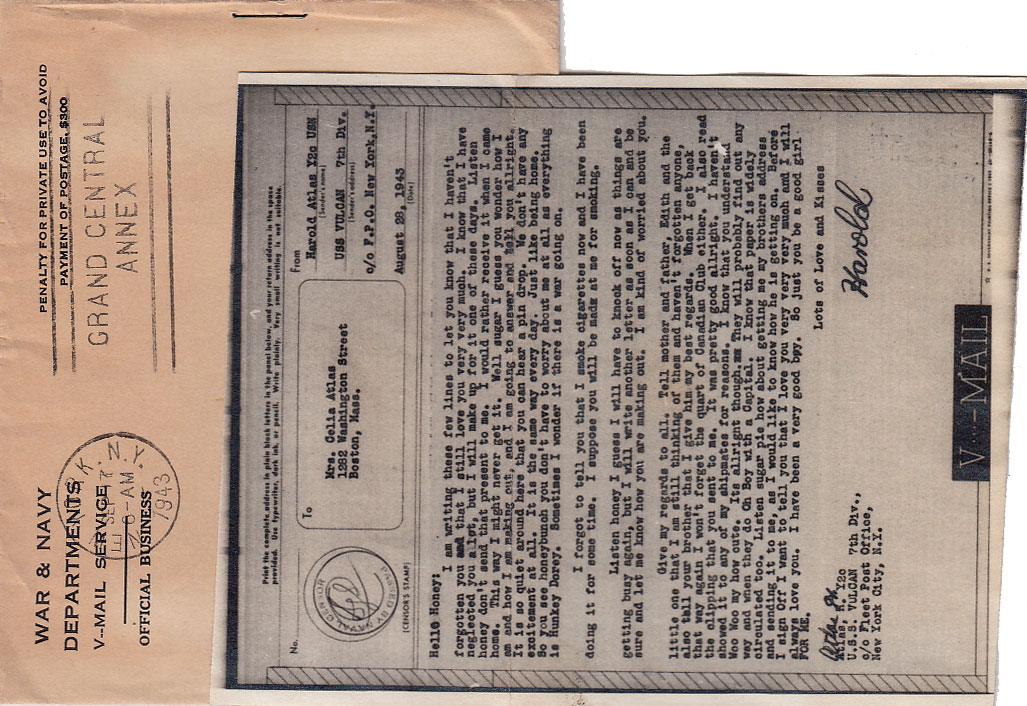 WAR & NAVY
DEPARTMENTS
V--MAIL SERVICE
OFFICIAL BUSINESS
N.Y.
SEP 7
6-AM
1943
PENALTY FOR PRIVATE USE TO AVOID
PAYMENT OF POSTAGE, $300
GRAND CENTRAL
ANNEX
Print the complete address in plain block letters in the panel below, and your return address in the space
provided. Use typewriter, dark ink, or pencil. Write plainly. Very small writing is not suitable.
No.
To
Mrs. Celia Atlas
1282 Washington Street
Boston, Mass.
From
Harold Atlas Y2c USN
(Sender's name)
USS VULCAN 7th Div.
(Sender's address)
c/o F.P.O. New York,N.Y.
August 28, 1943
(Date)
PASSED BY NAVAL CENSOR
(CENSOR'S STAMP)
Hello Honey:
I am writing these few lines to let you know that I haven't
forgotten you and that I still love you very very much. I know that I have
neglected you a lot, but I will make up for it one of these days. Listen
honey don't send that present to me. I would rather receive it when I came
home. This way I might never get it. Well sugar I guess you wonder how I
am and how I am making out, and I am going to answer and tell you allright.
It is so quiet around here that you can hear a pin drop. We don't have any
excitement at all. It is the same way every day. Just like being home.
So you see honeybunch you don't have to worry about me at all as everything
is Hunkey Dorey. Sometimes I wonder if there is a war going on.
I forgot to tell you that I smoke cigarettes now and I have been
doing it for some time. I suppose you will be made at me for smoking.
Listen honey I guess I will have to knock off now as things are
getting busy again, but I will write another letter as soon as I can and be
sure and let me know how you are making out. I am kind of worried about you.
Give my regards to all. Tell mother and father, Edith and the
little one that I am still thinking of them and haven't forgotten anyone,
also tell your brother that I give him my best regards. When I get back
that way again I won't forget the quart of Canadian Club either. I also read
the clipping that you sent to me. It was pretty good alright. I haven't
showed it to any of my shipmates for reasons. I know that you understand
Woo Woo my how cute. Its allright though. They will probably find out any
way and when they do Oh Boy with a Capital. I know that paper is widely
circulated too. Listen sugar pie how about getting me my brothers address
and sending it to me as I would like to know how he is getting on. Before
I sign Off I want to tell you that I love you very very much and I will
always love you. I have been a very good boy. So just you be a good girl
FOR ME.
Lots of Love and Kisses
Harold
Atlas, H. Y2c
U.S.S. VULCAN 7th Div.,
c/o Fleet Post Office,
New York City, N.Y.
V--MAIL